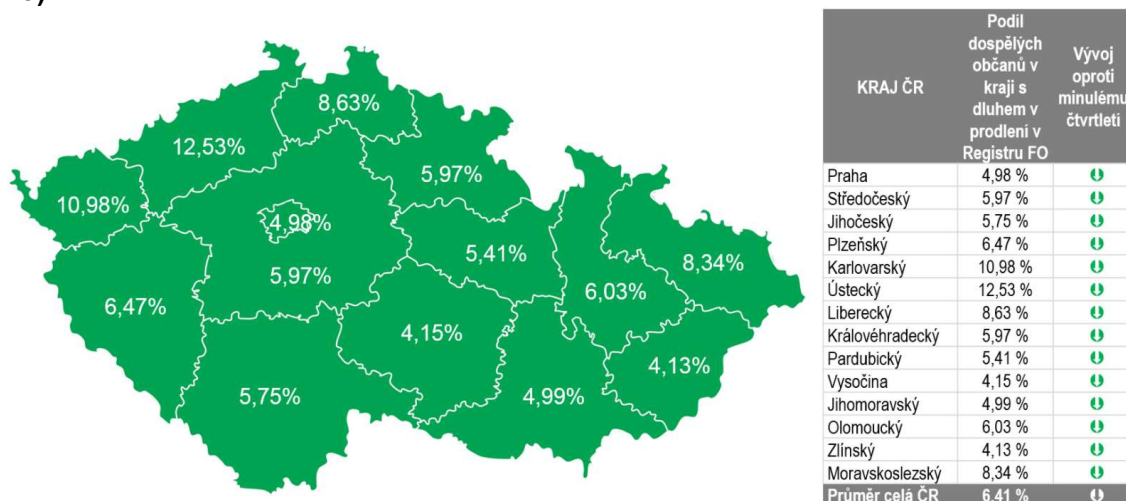 8,63%
12,53%
5,97%
10,98%
4,98%
5,41%
8,34%
5,97%
6,03%
6,47%
4,15%
4,13%
5,75%
4,99%
KRAJ ČR
Podíl
dospělých
občanů v
kraji s
dluhem v
prodlení v
Registru FO
Vývoj
oproti
minulému
čtvrtletí
Praha 4,98 %
Středočeský 5,97 %
Jihočeský 5,75 %
Plzeňský 6,47 %
Karlovarský 10,98 %
Ústecký 12,53 %
Liberecký 8,63 %
Královéhradecký 5,97 %
Pardubický 5,41 %
Vysočina 4,15 %
Jihomoravský 4,99 %
Olomoucký 6,03 %
Zlínský 4,13 %
Moravskoslezský 8,34 %
Průměr celá ČR 6,41 %